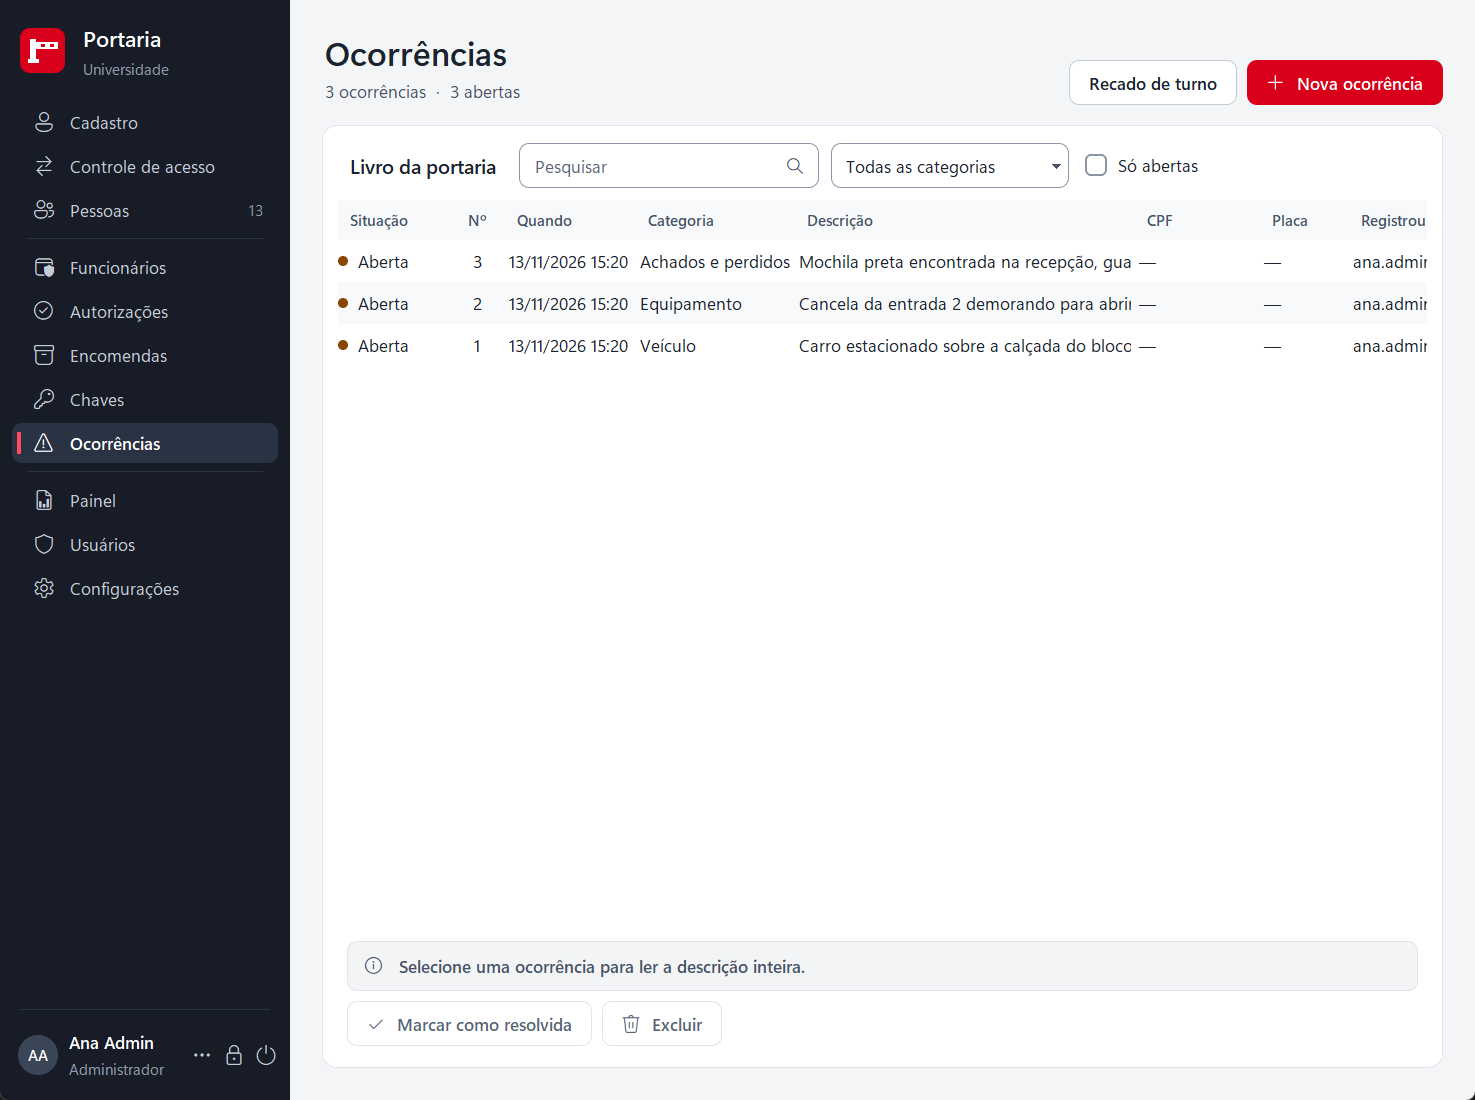 Portaria
Universidade
Cadastro
Controle de acesso
Pessoas 13
Funcionários
Autorizações
Encomendas
Chaves
Ocorrências
Painel
Usuários
Configurações
AA
Ana Admin
Administrador
Ocorrências
3 ocorrências · 3 abertas
Recado de turno
Nova ocorrência
Livro da portaria
Pesquisar
Todas as categorias
Só abertas
Situação Nº Quando Categoria Descrição CPF Placa Registrou
Aberta 3 13/11/2026 15:20 Achados e perdidos Mochila preta encontrada na recepção, gua — — ana.admin
Aberta 2 13/11/2026 15:20 Equipamento Cancela da entrada 2 demorando para abrir — — ana.admin
Aberta 1 13/11/2026 15:20 Veículo Carro estacionado sobre a calçada do bloco — — ana.admin
Selecione uma ocorrência para ler a descrição inteira.
Marcar como resolvida
Excluir